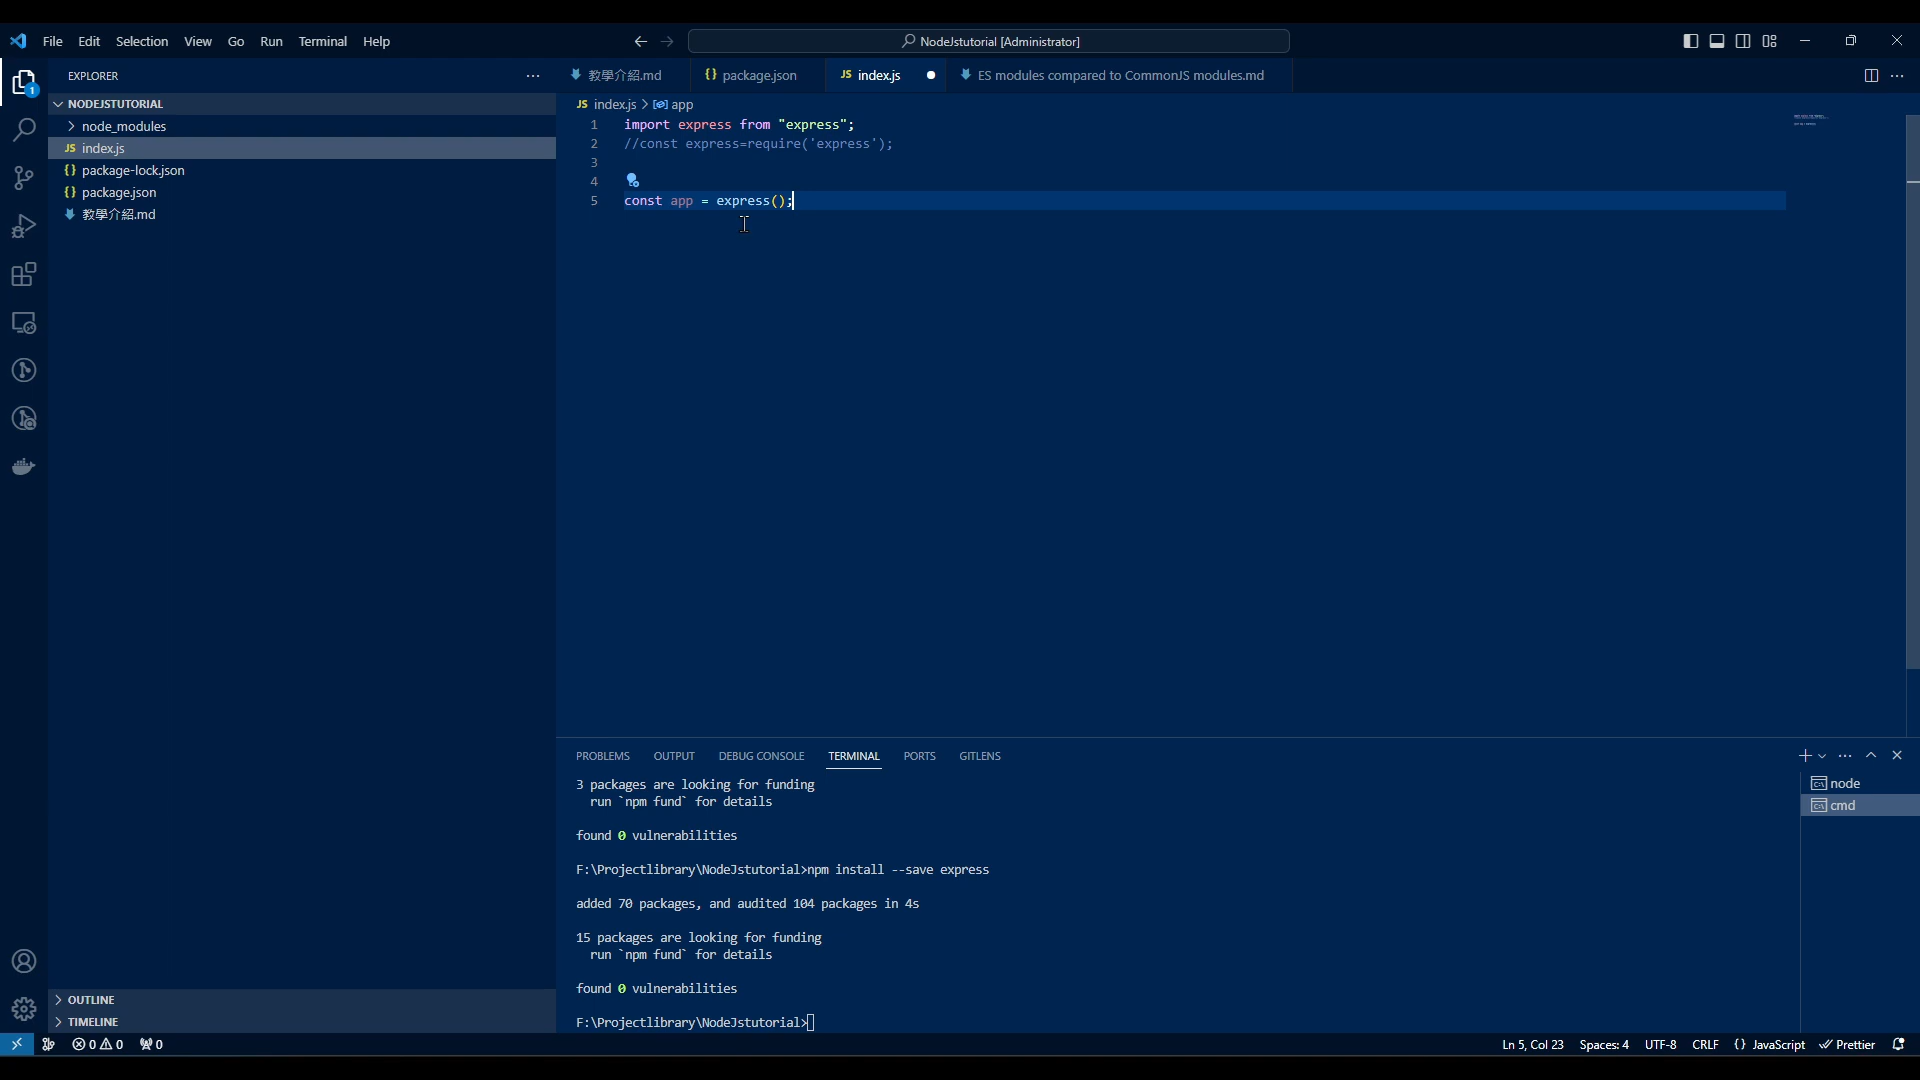 File Edit Selection View Go Run Terminal Help
NodeJstutorial [Administrator]
EXPLORER
1
NODEJSTUTORIAL
node_modules
JS index.js
{} package-lock.json
{} package.json
教學介紹.md
教學介紹.md
{} package.json
JS index.js
ES modules compared to CommonJS modules.md
JS index.js > app
1 import express from "express";
2 //const express=require('express');
3
4
5 const app = express();
PROBLEMS OUTPUT DEBUG CONSOLE TERMINAL PORTS GITLENS
3 packages are looking for funding
run `npm fund` for details
found 0 vulnerabilities
F:\Projectlibrary\NodeJstutorial>npm install --save express
added 70 packages, and audited 104 packages in 4s
15 packages are looking for funding
run `npm fund` for details
found 0 vulnerabilities
F:\Projectlibrary\NodeJstutorial>
node
cmd
OUTLINE
TIMELINE
0 0 0
Ln 5, Col 23 Spaces: 4 UTF-8 CRLF {} JavaScript Prettier